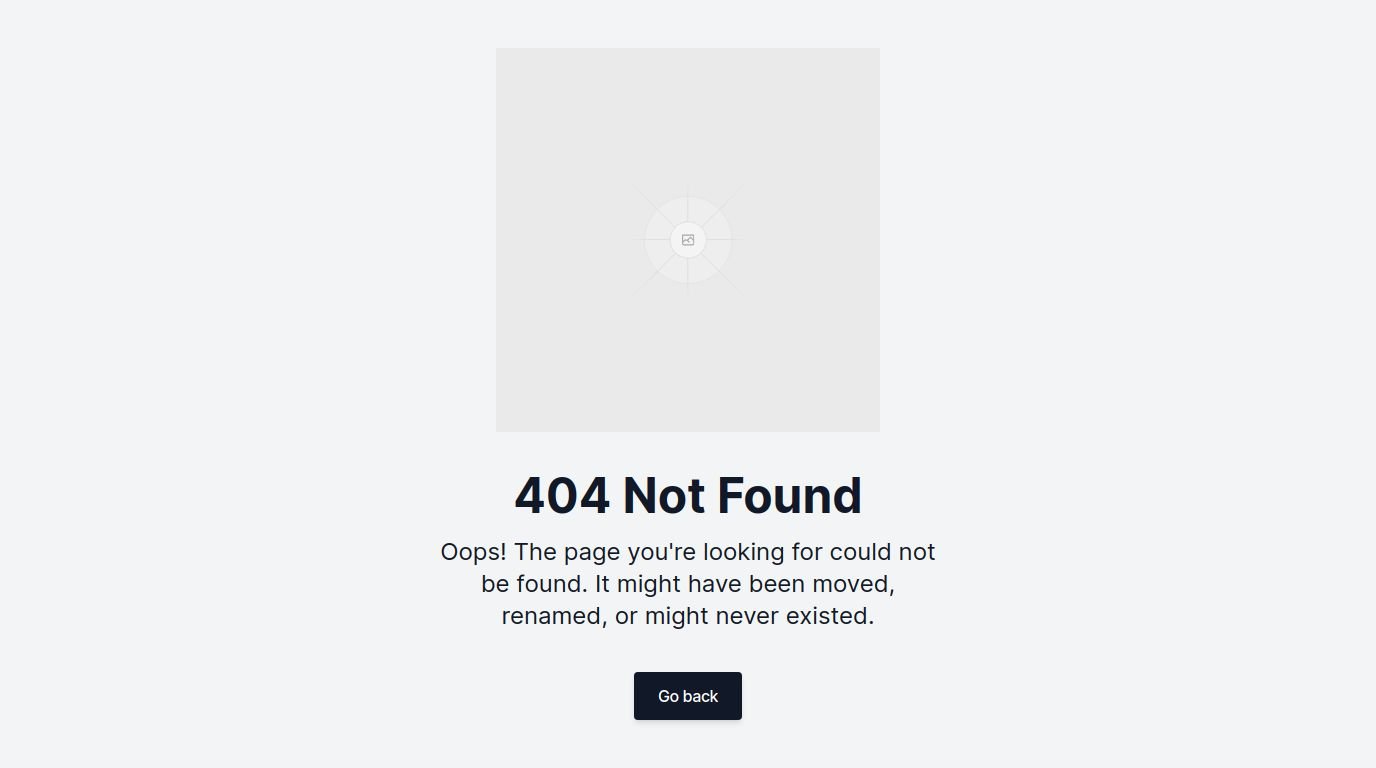 404 Not Found
Oops! The page you're looking for could not
be found. It might have been moved,
renamed, or might never existed.
Go back